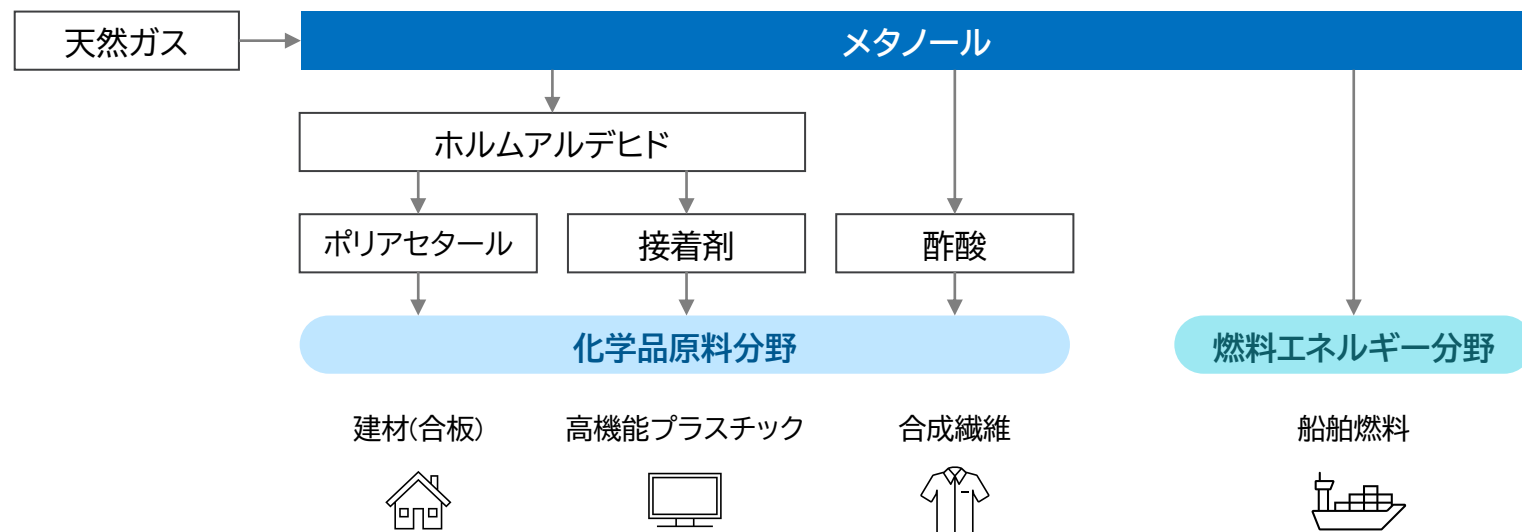 天然ガス
メタノール
ホルムアルデヒド
ポリアセタール
接着剤
酢酸
化学品原料分野
燃料エネルギー分野
建材(合板)
高機能プラスチック
合成繊維
船舶燃料